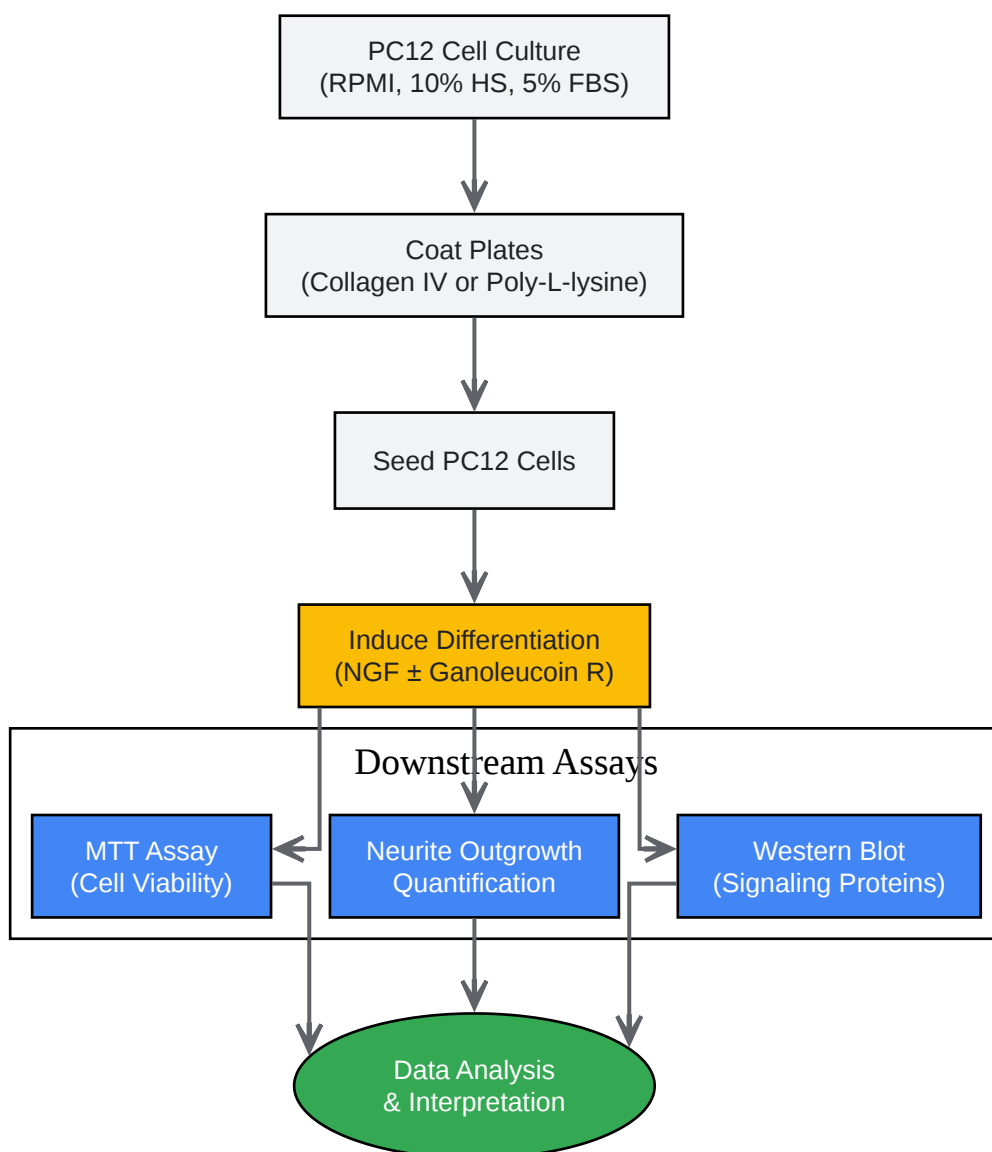 PC12 Cell Culture
(RPMI, 10% HS, 5% FBS)
Coat Plates
(Collagen IV or Poly-L-lysine)
Seed PC12 Cells
Induce Differentiation
(NGF ± Ganoleucoin R)
Downstream Assays
MTT Assay
(Cell Viability)
Neurite Outgrowth
Quantification
Western Blot
(Signaling Proteins)
Data Analysis
& Interpretation